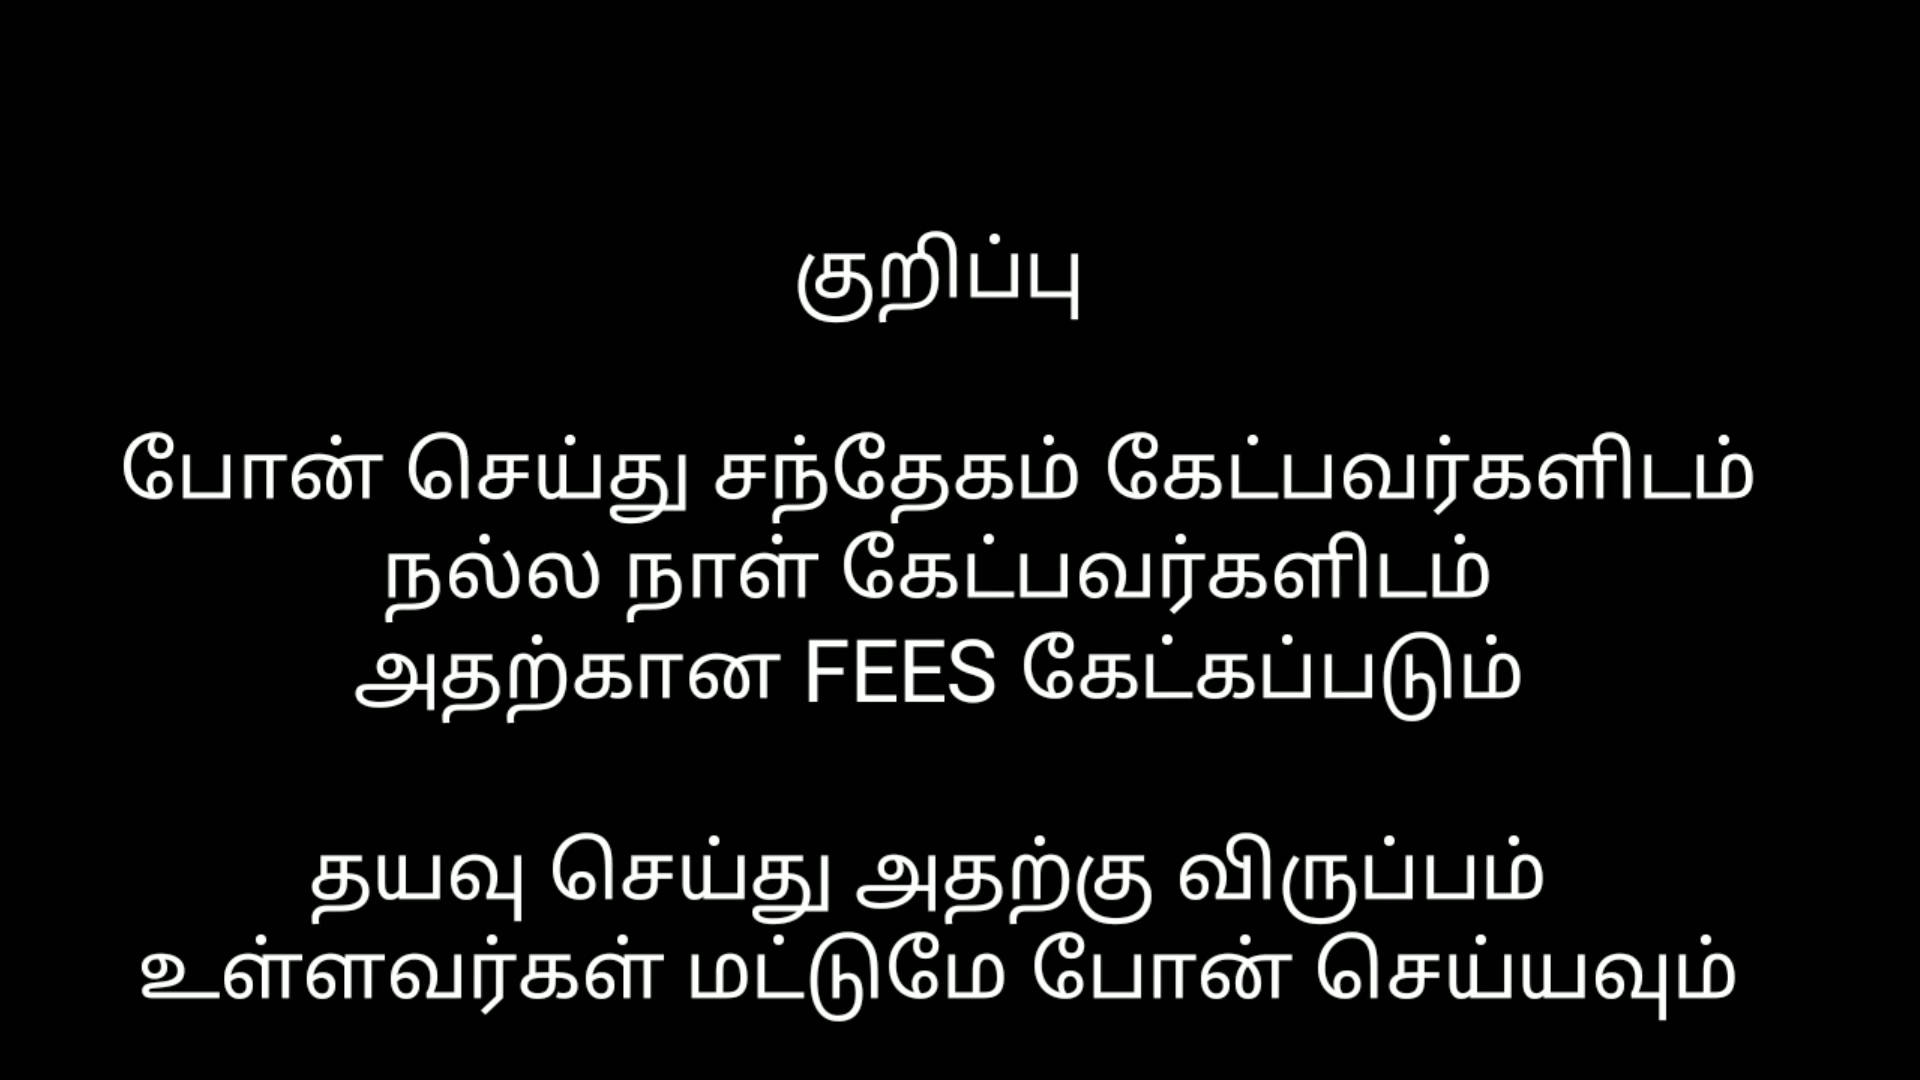 குறிப்பு
போன் செய்து சந்தேகம் கேட்பவர்களிடம்
நல்ல நாள் கேட்பவர்களிடம்
அதற்கான FEES கேட்கப்படும்
தயவு செய்து அதற்கு விருப்பம்
உள்ளவர்கள் மட்டுமே போன் செய்யவும்